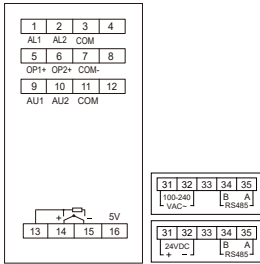 1 2 3 4
AL1 AL2 COM
5 6 7 8
OP1+ OP2+ COM-
9 10 11 12
AU1 AU2 COM
+ - 5V
13 14 15 16
31 32 33 34 35
100-240 B A
VAC~ RS485
31 32 33 34 35
24VDC B A
+ - RS485